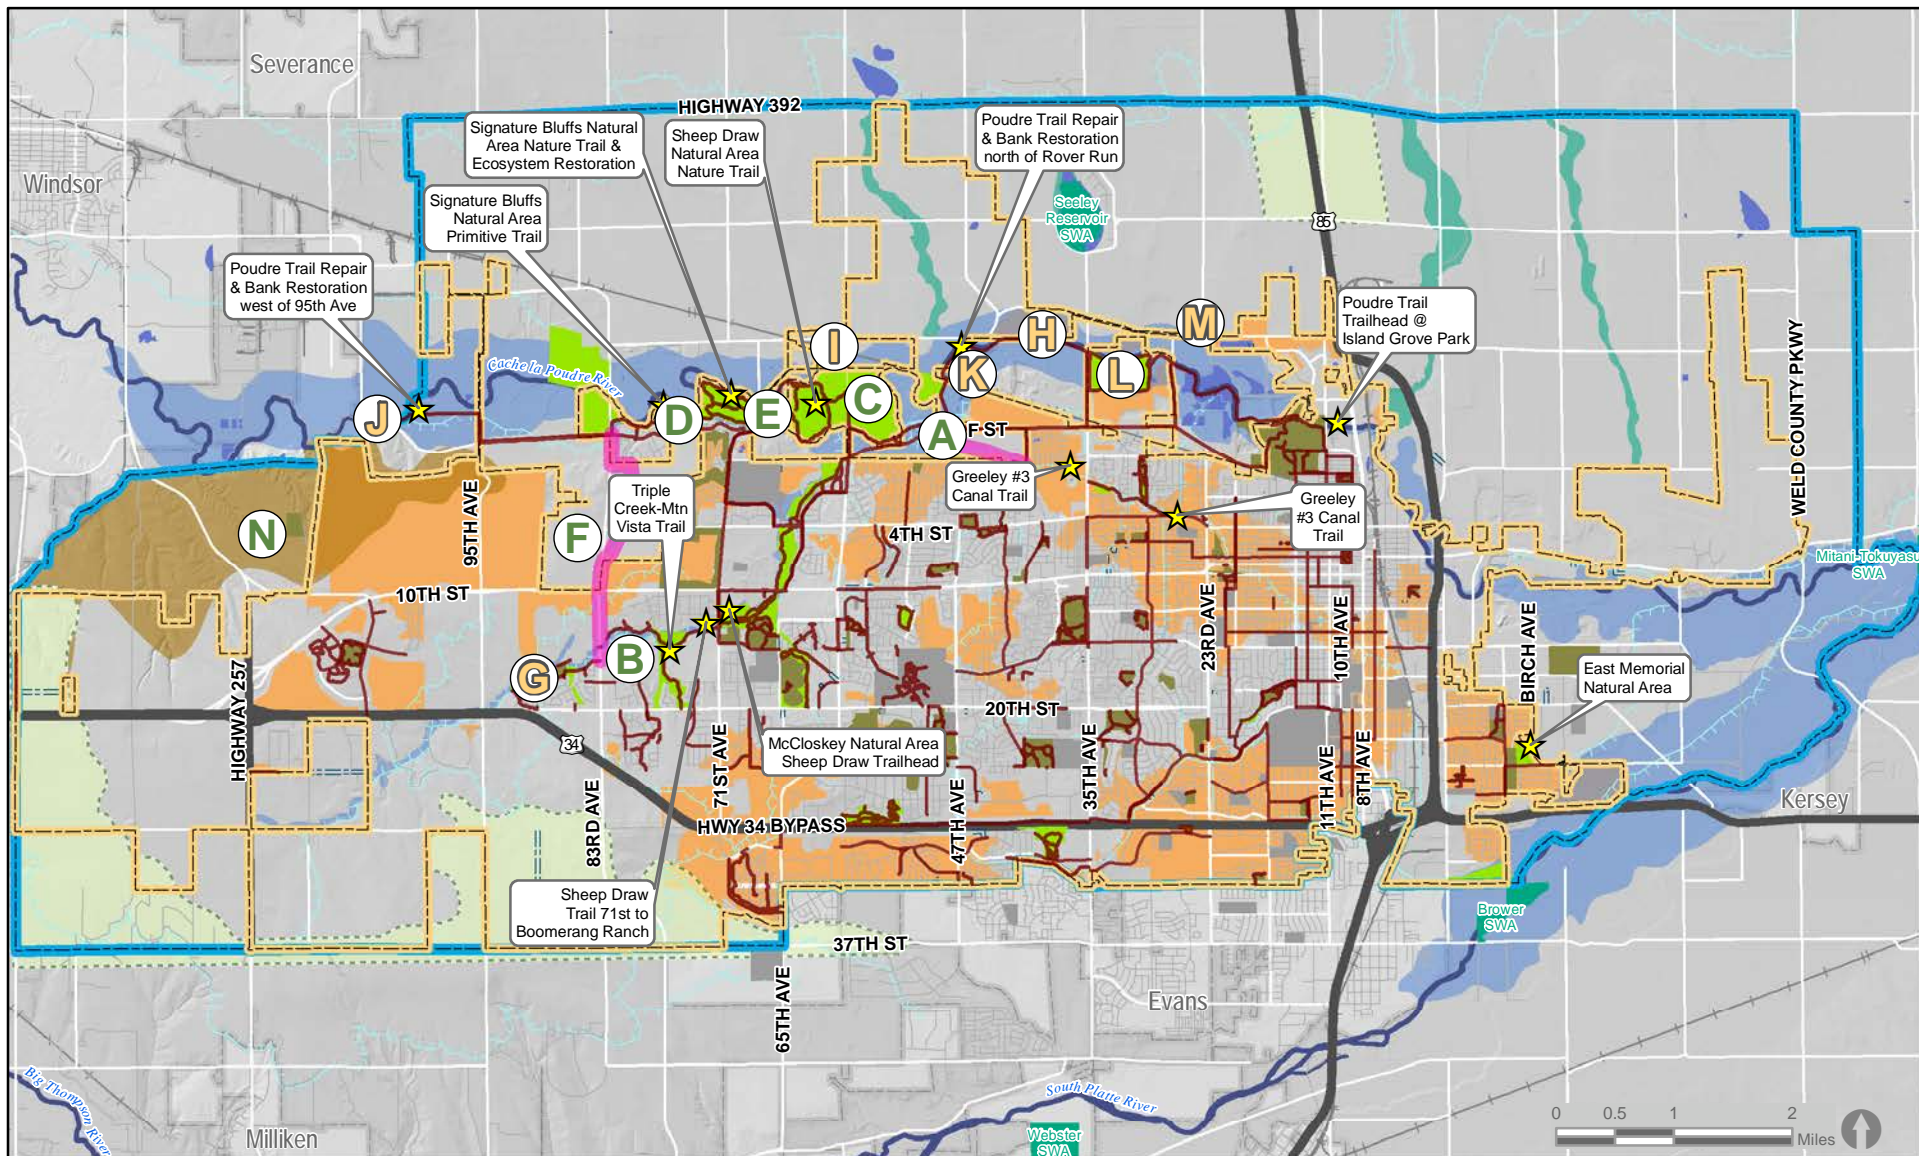 Severance
HIGHWAY 392
Signature Bluffs Natural
Area Nature Trail &
Ecosystem Restoration
Sheep Draw
Natural Area
Nature Trail
Poudre Trail Repair
& Bank Restoration
north of Rover Run
Windsor
Signature Bluffs
Natural Area
Primitive Trail
Seeley
Reservoir
SWA
85
Poudre Trail Repair
& Bank Restoration
west of 95th Ave
Poudre Trail
Trailhead @
Island Grove Park
Cache la Poudre River
I
H
M
K
L
J
D
E
C
A
F ST
WELD COUNTY PKWY
Greeley #3
Canal Trail
Triple
Creek-Mtn
Vista Trail
Greeley
#3 Canal
Trail
N
F
95TH AVE
4TH ST
Mitani-Tokuyasu
SWA
10TH ST
23RD AVE
10TH AVE
BIRCH AVE
G
B
East Memorial
Natural Area
20TH ST
HIGHWAY 257
34
71ST AVE
McCloskey Natural Area
Sheep Draw Trailhead
35TH AVE
11TH AVE
8TH AVE
83RD AVE
HWY 34 BYPASS
47TH AVE
Kersey
Sheep Draw
Trail 71st to
Boomerang Ranch
Brower
SWA
37TH ST
65TH AVE
Evans
Big Thompson River
South Platte River
Milliken
Webster
SWA
0 0.5 1 2
Miles